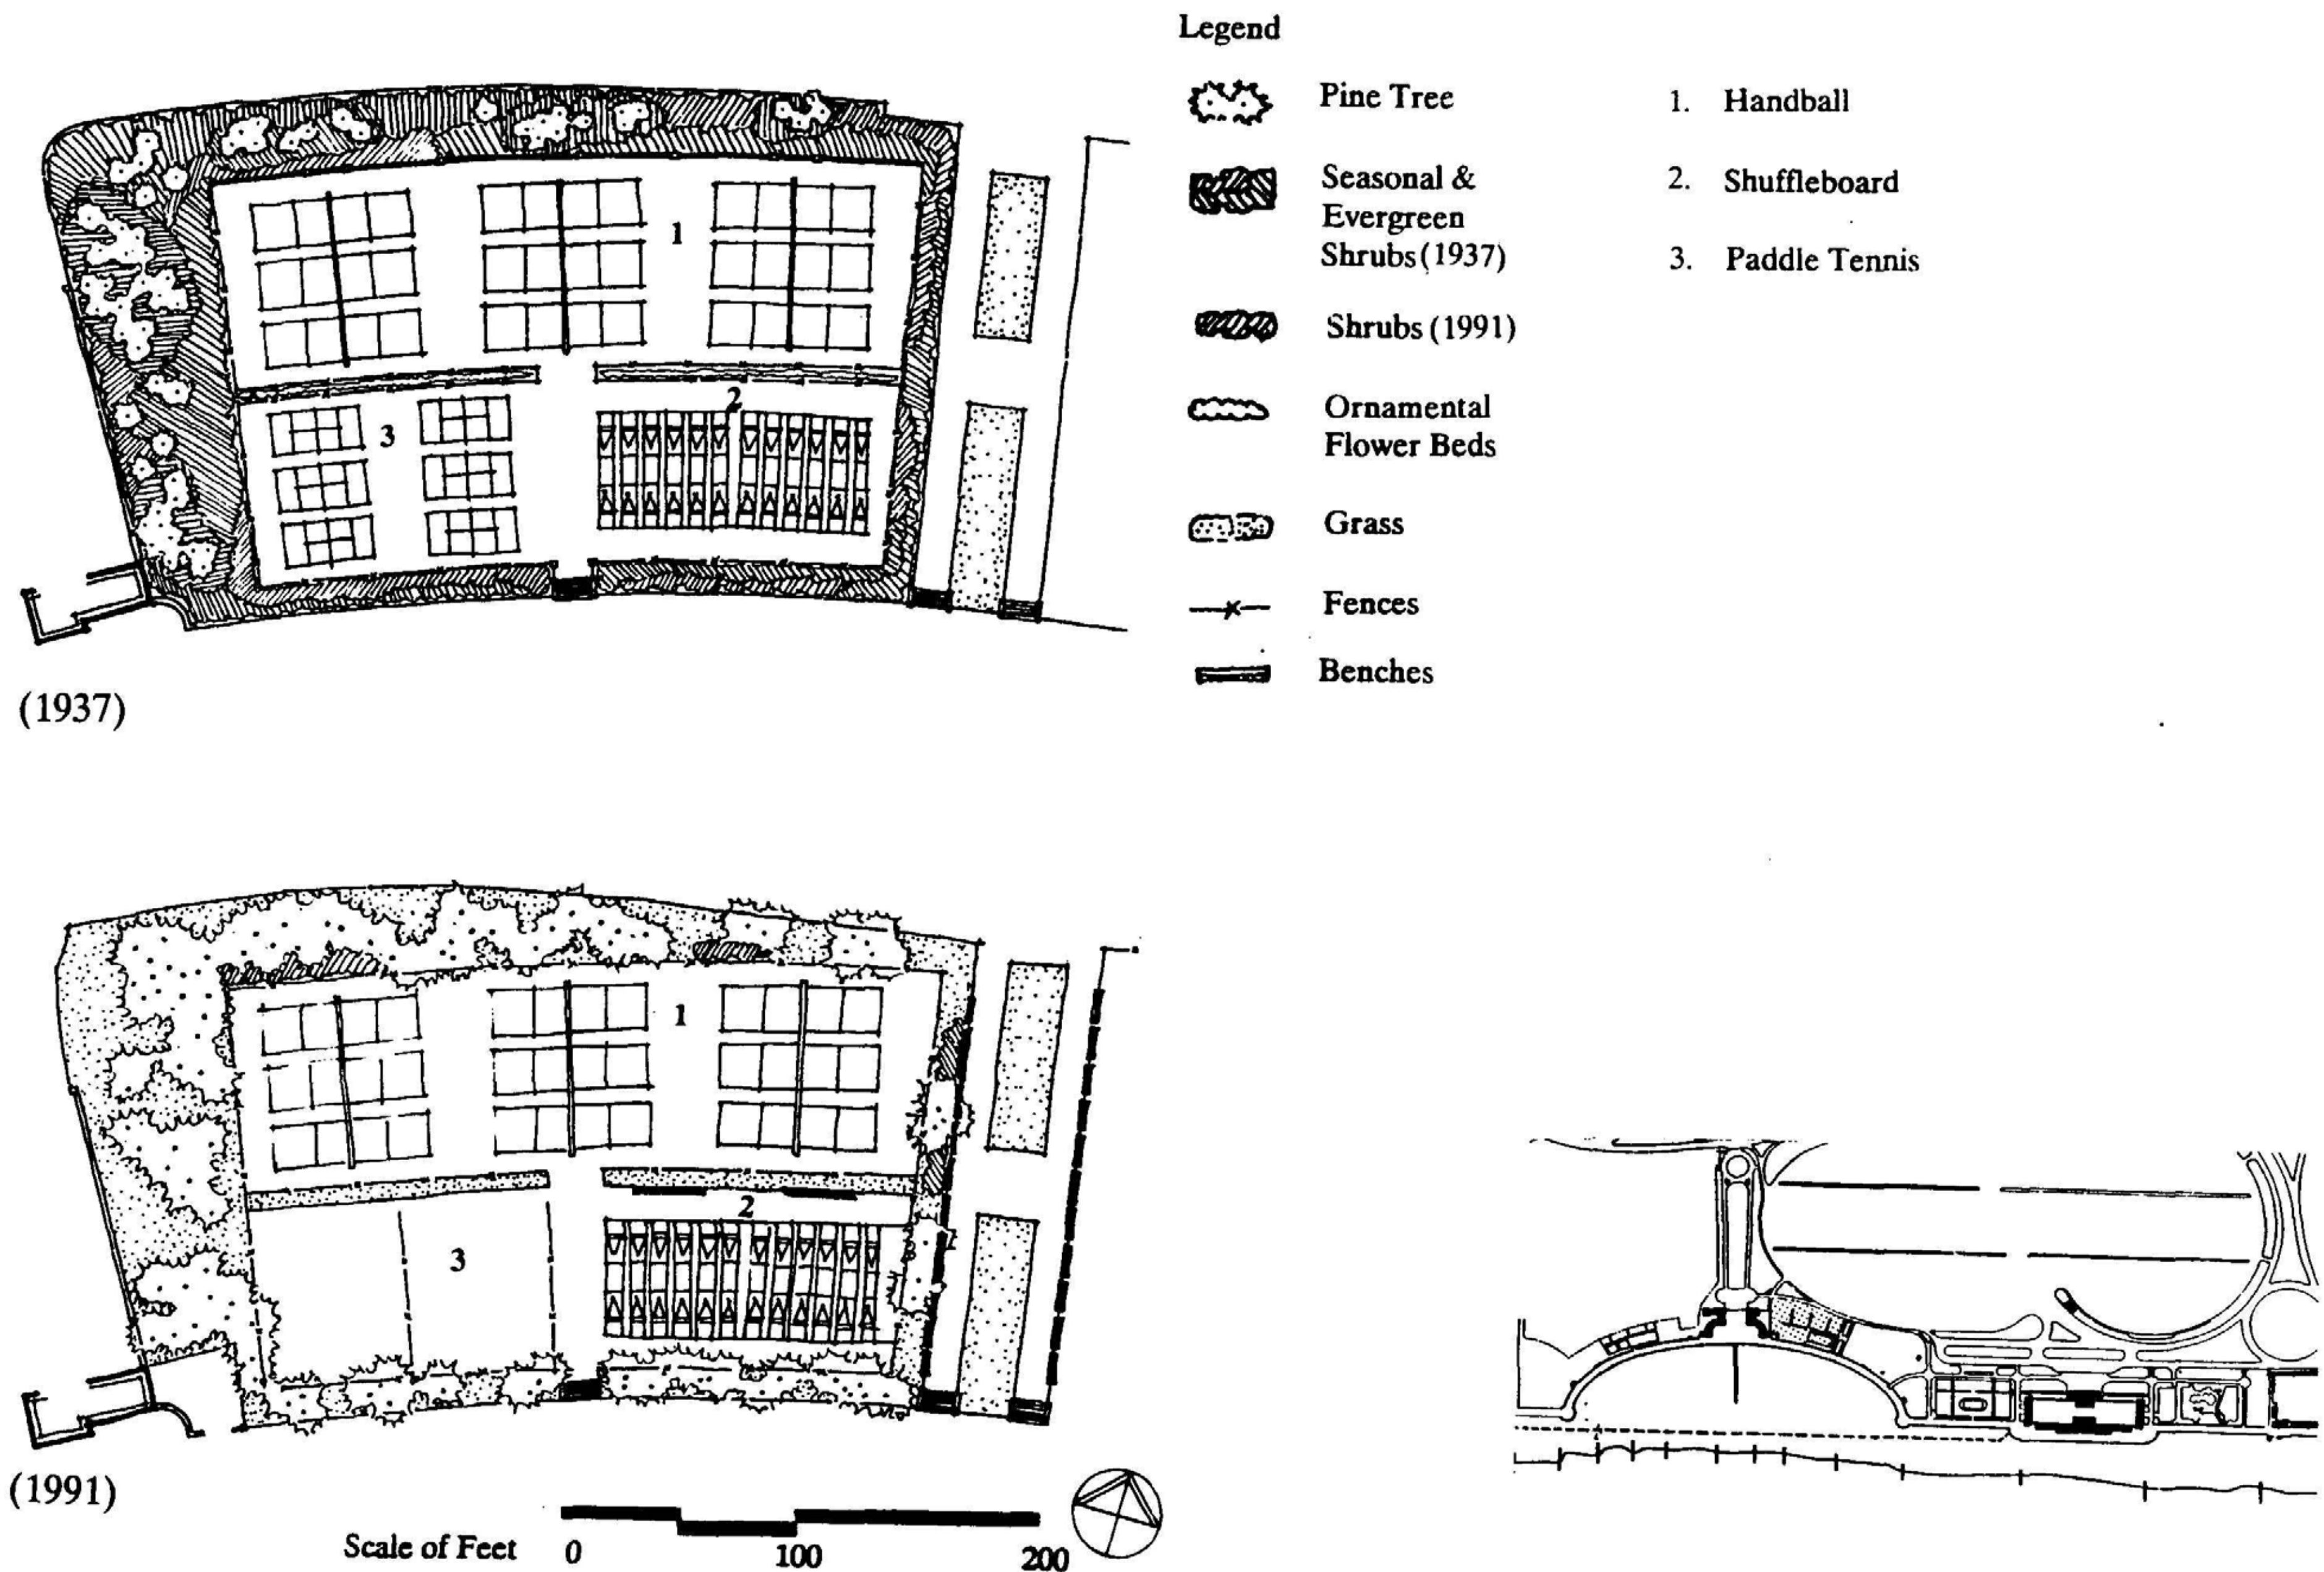 Legend
Pine Tree
Seasonal &
Evergreen
Shrubs (1937)
Shrubs (1991)
Ornamental
Flower Beds
Grass
Fences
Benches
1. Handball
2. Shuffleboard
3. Paddle Tennis
1
2
3
(1937)
1
2
3
(1991)
Scale of Feet 0 100 200